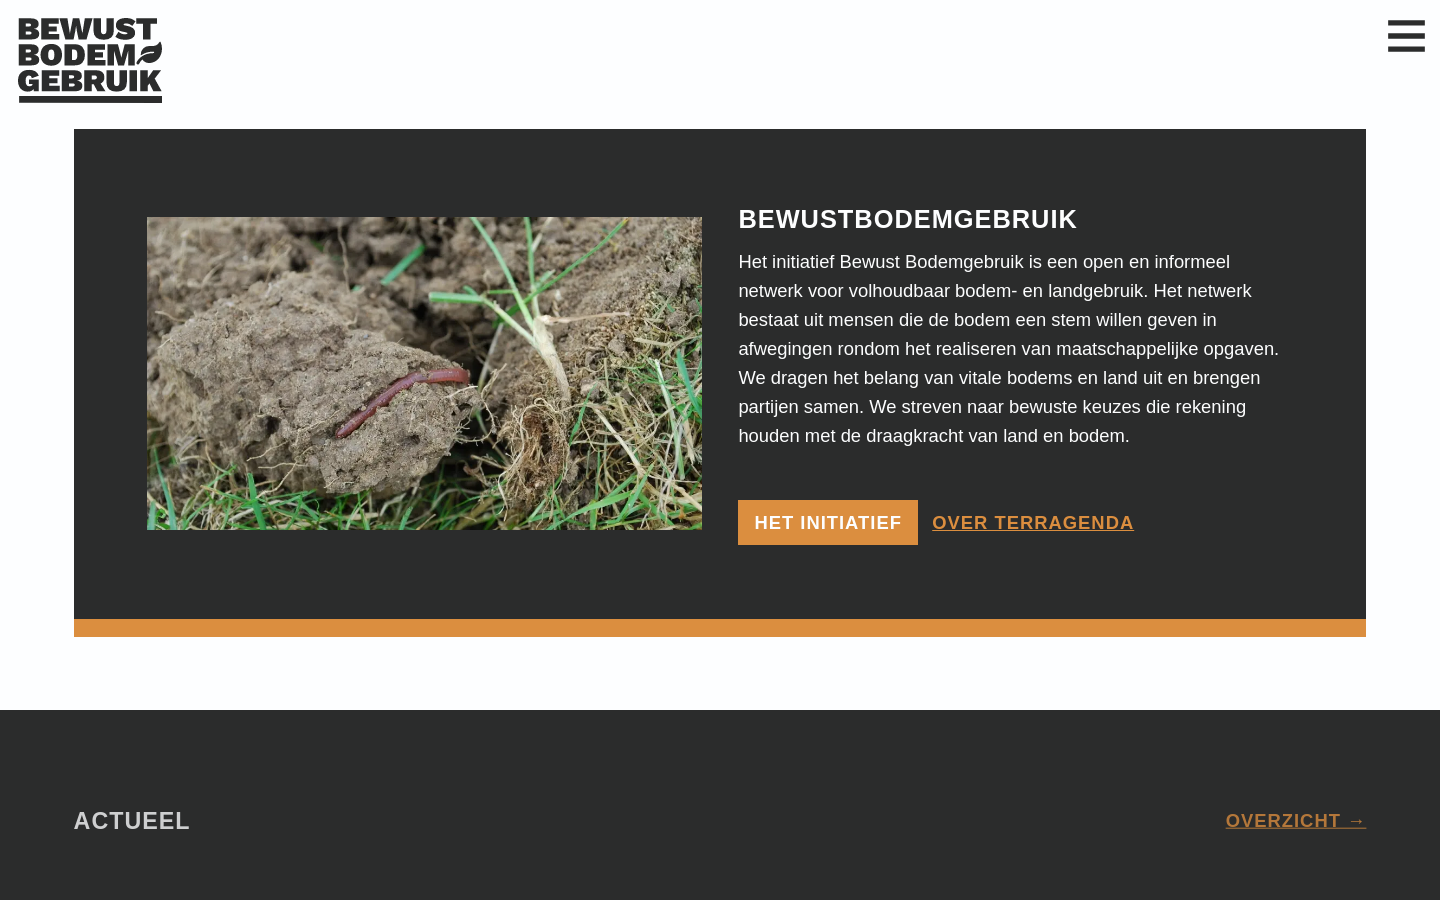 BEWUST
BODEM
GEBRUIK
BEWUSTBODEMGEBRUIK
Het initiatief Bewust Bodemgebruik is een open en informeel
netwerk voor volhoudbaar bodem- en landgebruik. Het netwerk
bestaat uit mensen die de bodem een stem willen geven in
afwegingen rondom het realiseren van maatschappelijke opgaven.
We dragen het belang van vitale bodems en land uit en brengen
partijen samen. We streven naar bewuste keuzes die rekening
houden met de draagkracht van land en bodem.
HET INITIATIEF OVER TERRAGENDA
ACTUEEL OVERZICHT →